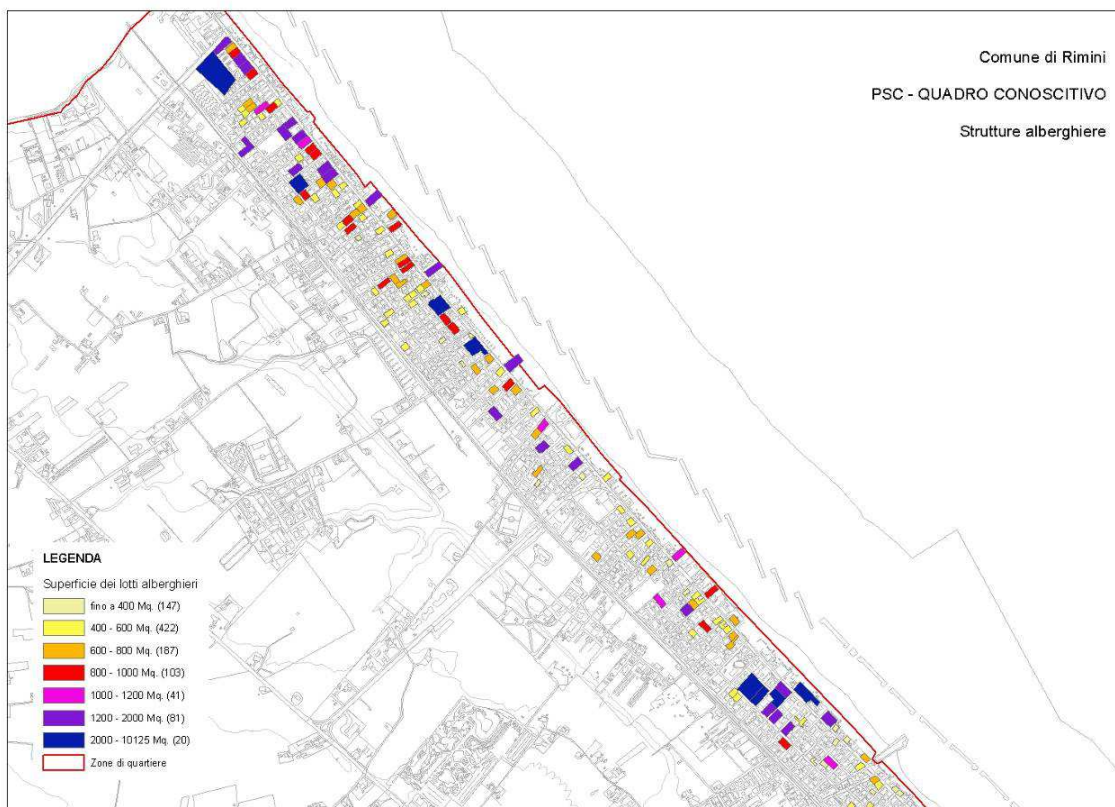 Comune di Rimini
PSC - QUADRO CONOSCITIVO
Strutture alberghiere
LEGENDA
Superficie dei lotti alberghieri
fino a 400 Mq. (147)
400 - 600 Mq. (422)
600 - 800 Mq. (187)
800 - 1000 Mq. (103)
1000 - 1200 Mq. (41)
1200 - 2000 Mq. (81)
2000 - 10125 Mq. (20)
Zone di quartiere